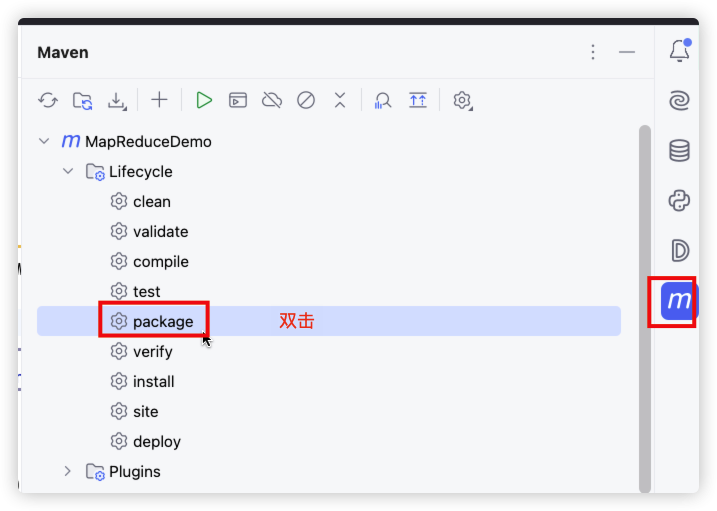 Maven
m MapReduceDemo
Lifecycle
clean
validate
compile
test
package 双击
m
verify
install
site
deploy
Plugins